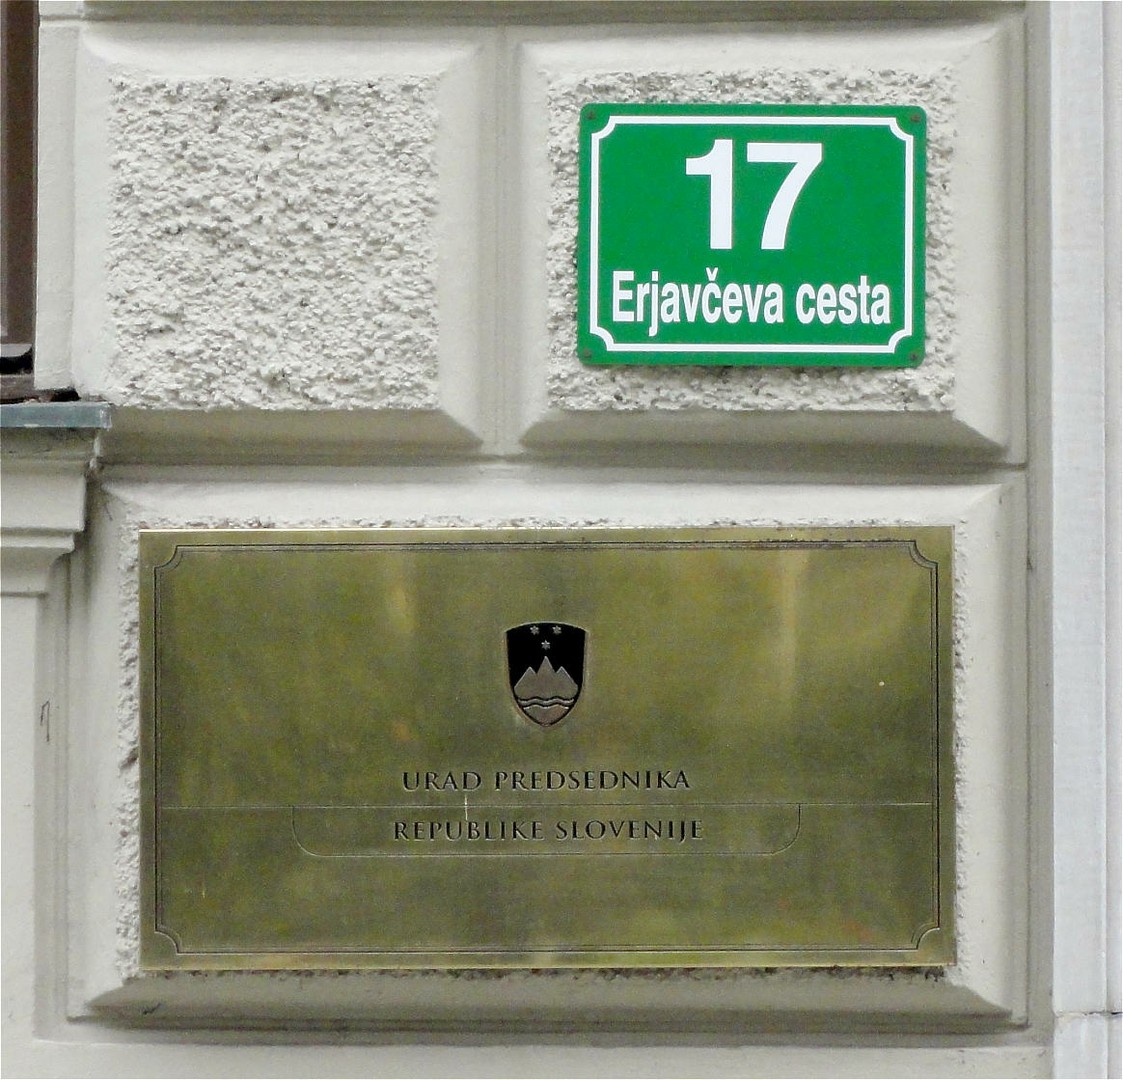 17
Erjavčeva cesta
URAD PREDSEDNIKA
REPUBLIKE SLOVENIJE